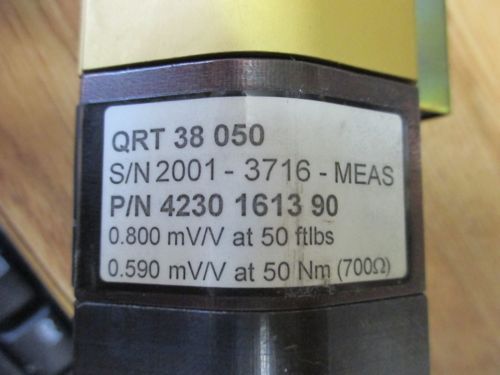 QRT 38 050
S/N 2001 - 3716 - MEAS
P/N 4230 1613 90
0.800 mV/V at 50 ftlbs
0.590 mV/V at 50 Nm (700Ω)